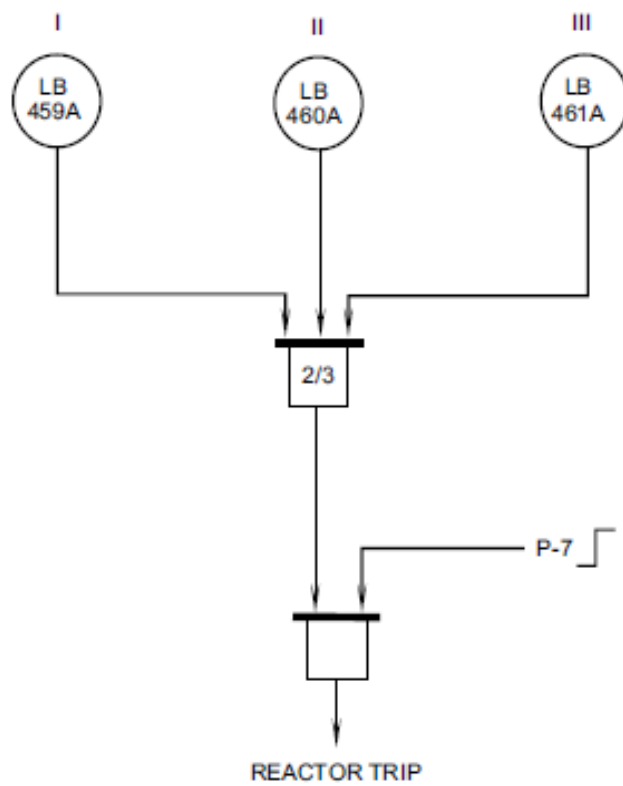 I
II
III
LB
459A
LB
460A
LB
461A
2/3
P-7
REACTOR TRIP